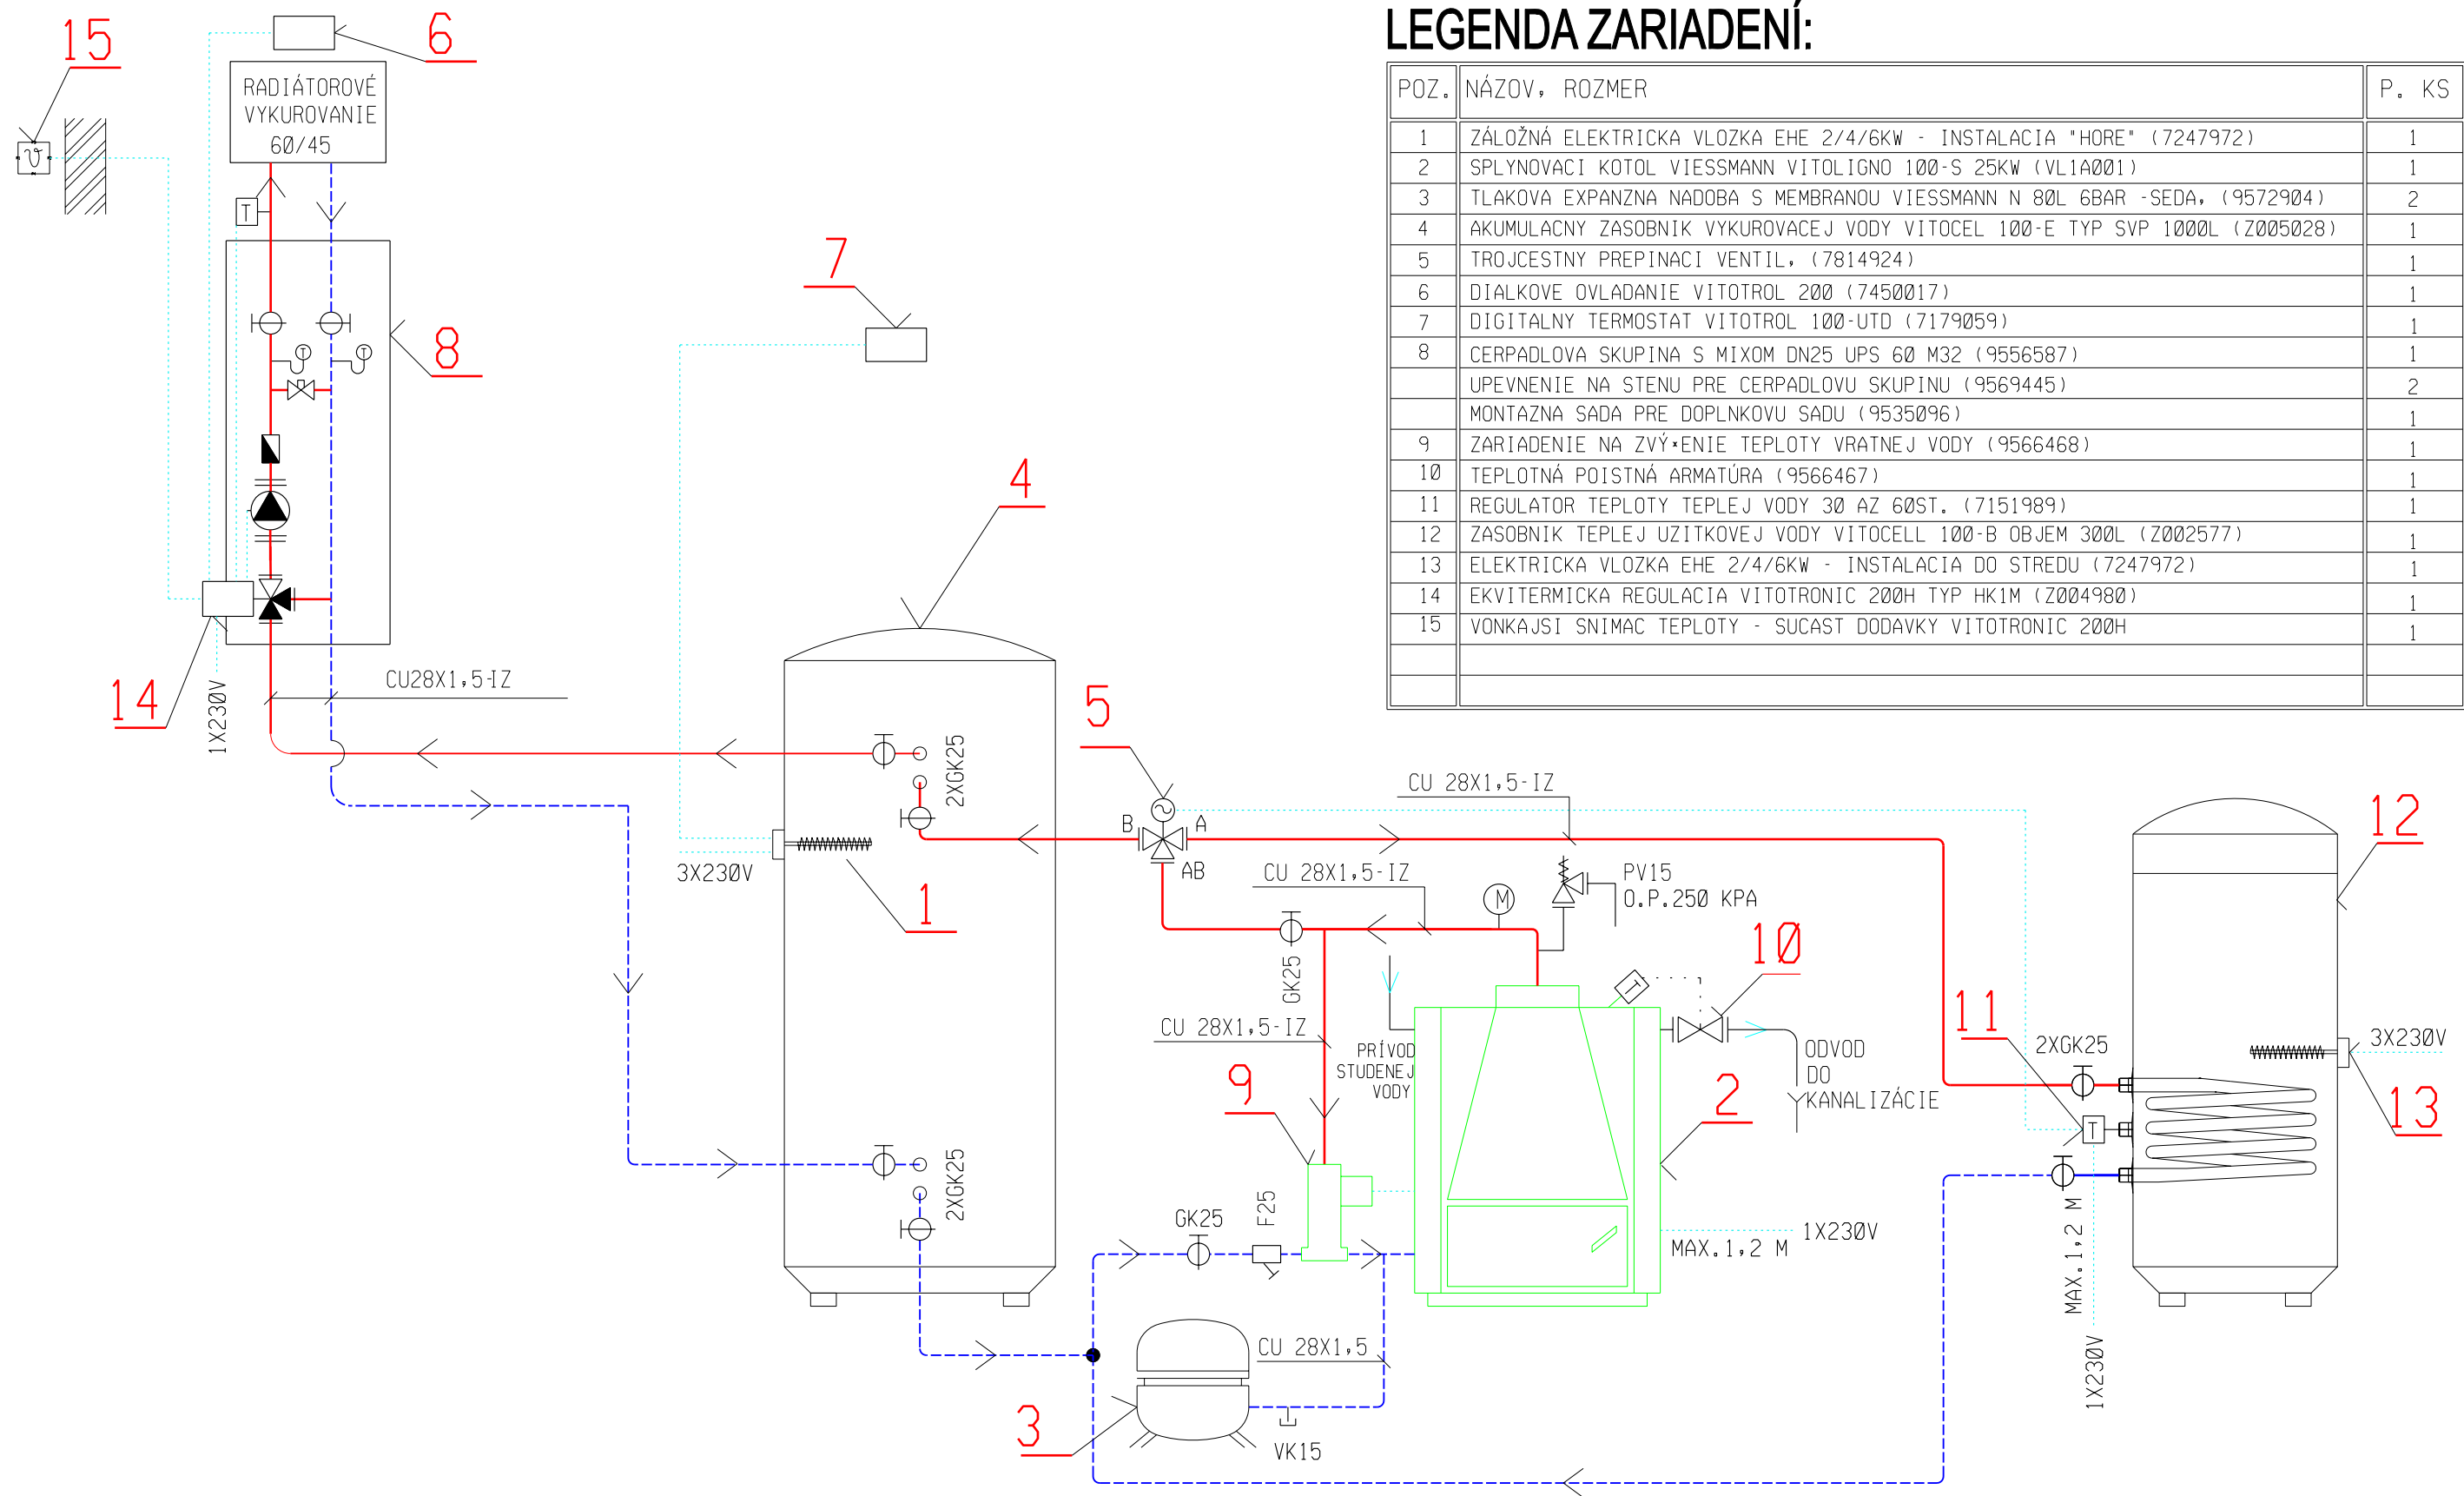 LEGENDA ZARIADENÍ:
POZ. NÁZOV, ROZMER P. KS
1 ZÁLOŽNÁ ELEKTRICKA VLOZKA EHE 2/4/6KW - INSTALACIA "HORE" (7247972) 1
2 SPLYNOVACI KOTOL VIESSMANN VITOLIGNO 100-S 25KW (VL1A001) 1
3 TLAKOVA EXPANZNA NADOBA S MEMBRANOU VIESSMANN N 80L 6BAR -SEDA, (9572904) 2
4 AKUMULACNY ZASOBNIK VYKUROVACEJ VODY VITOCEL 100-E TYP SVP 1000L (Z005028) 1
5 TROJCESTNY PREPINACI VENTIL, (7814924) 1
6 DIALKOVE OVLADANIE VITOTROL 200 (7450017) 1
7 DIGITALNY TERMOSTAT VITOTROL 100-UTD (7179059) 1
8 CERPADLOVA SKUPINA S MIXOM DN25 UPS 60 M32 (9556587) 1
UPEVNENIE NA STENU PRE CERPADLOVU SKUPINU (9569445) 2
MONTAZNA SADA PRE DOPLNKOVU SADU (9535096) 1
9 ZARIADENIE NA ZVÝ*ENIE TEPLOTY VRATNEJ VODY (9566468) 1
10 TEPLOTNÁ POISTNÁ ARMATÚRA (9566467) 1
11 REGULATOR TEPLOTY TEPLEJ VODY 30 AZ 60ST. (7151989) 1
12 ZASOBNIK TEPLEJ UZITKOVEJ VODY VITOCELL 100-B OBJEM 300L (Z002577) 1
13 ELEKTRICKA VLOZKA EHE 2/4/6KW - INSTALACIA DO STREDU (7247972) 1
14 EKVITERMICKA REGULACIA VITOTRONIC 200H TYP HK1M (Z004980) 1
15 VONKAJSI SNIMAC TEPLOTY - SUCAST DODAVKY VITOTRONIC 200H 1
15
6
RADIÁTOROVÉ
VYKUROVANIE
60/45
ϑ
T
T
T
7
8
4
14
1X230V
CU28X1,5-IZ
5
2XGK25
B
A
AB
3X230V
1
CU 28X1,5-IZ
CU 28X1,5-IZ
M
PV15
O.P.250 KPA
GK25
10
T
12
CU 28X1,5-IZ
PRÍVOD
STUDENEJ
VODY
ODVOD
DO
KANALIZÁCIE
11
2XGK25
3X230V
9
2
13
T
2XGK25
GK25
F25
1X230V
MAX.1,2 M
MAX.1,2 M
1X230V
CU 28X1,5
3
VK15